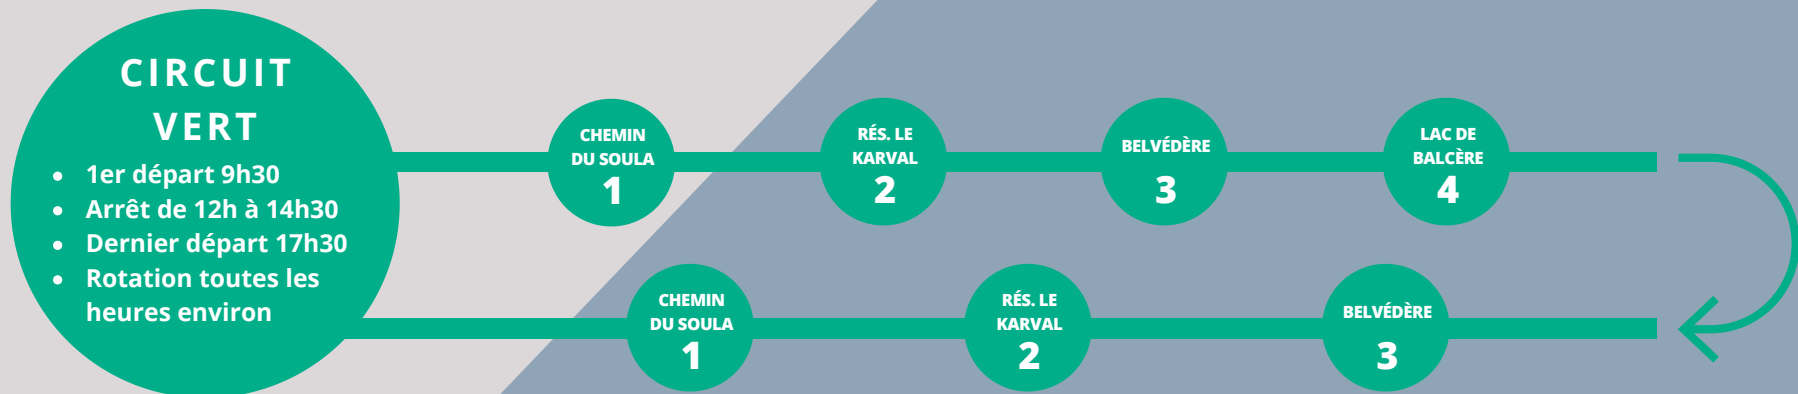 CIRCUIT
VERT
• 1er départ 9h30
• Arrêt de 12h à 14h30
• Dernier départ 17h30
• Rotation toutes les
heures environ
CHEMIN
DU SOULA
1
RÉS. LE
KARVAL
2
BELVÉDÈRE
3
LAC DE
BALCÈRE
4
CHEMIN
DU SOULA
1
RÉS. LE
KARVAL
2
BELVÉDÈRE
3